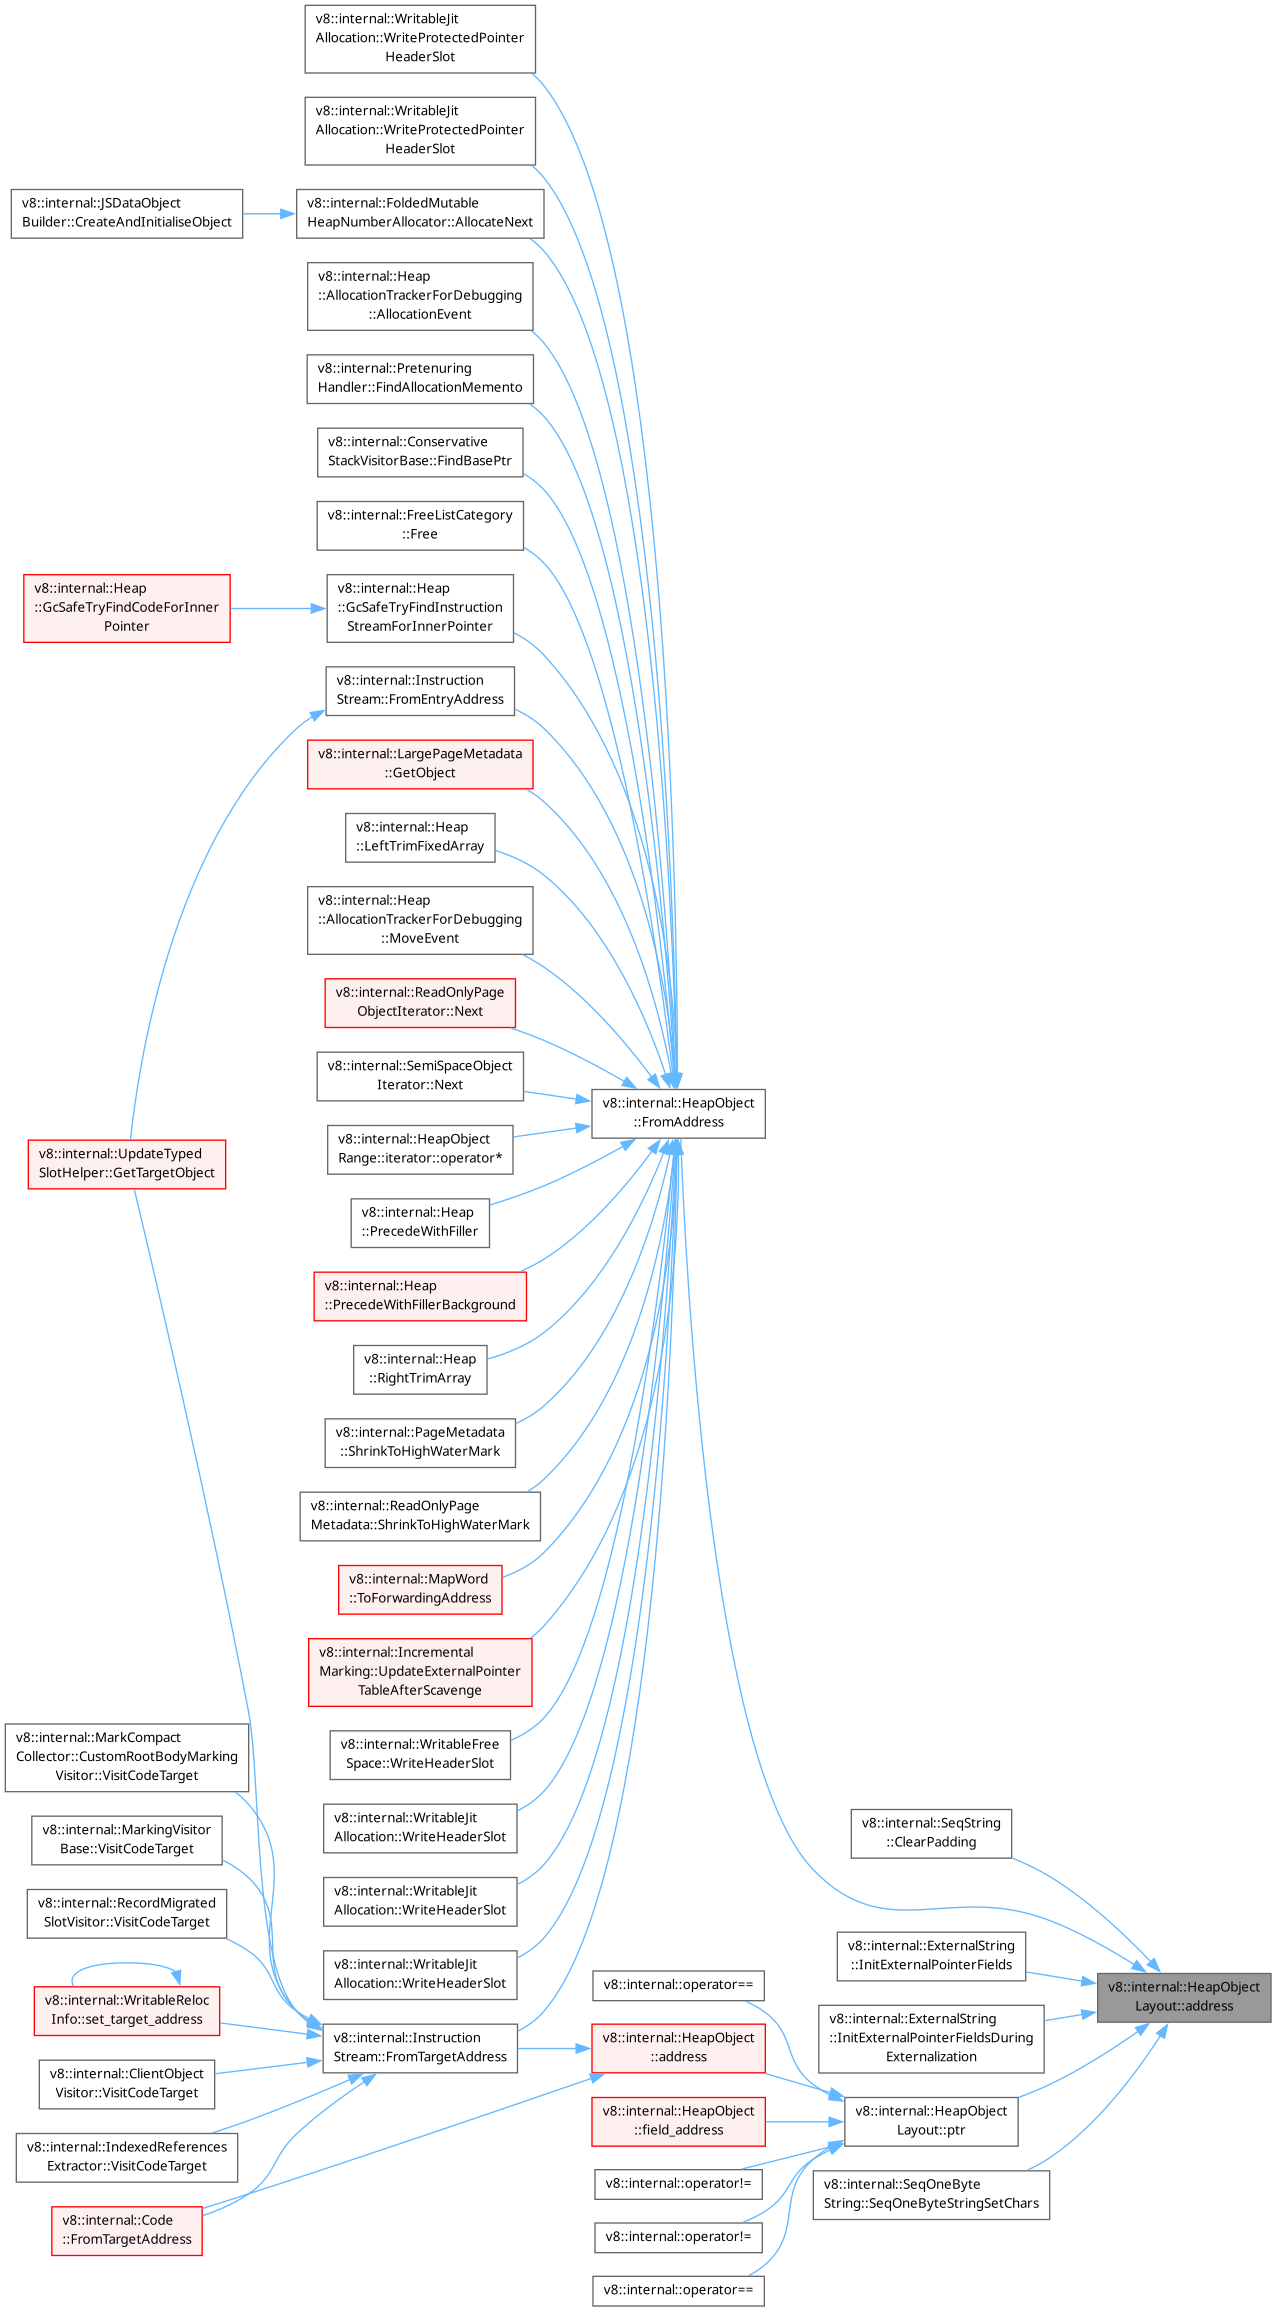 v8::internal::WritableJit
Allocation::WriteProtectedPointer
HeaderSlot
v8::internal::WritableJit
Allocation::WriteProtectedPointer
HeaderSlot
v8::internal::JSDataObject
Builder::CreateAndInitialiseObject
v8::internal::FoldedMutable
HeapNumberAllocator::AllocateNext
v8::internal::Heap
::AllocationTrackerForDebugging
::AllocationEvent
v8::internal::Pretenuring
Handler::FindAllocationMemento
v8::internal::Conservative
StackVisitorBase::FindBasePtr
v8::internal::FreeListCategory
::Free
v8::internal::Heap
::GcSafeTryFindCodeForInner
Pointer
v8::internal::Heap
::GcSafeTryFindInstruction
StreamForInnerPointer
v8::internal::Instruction
Stream::FromEntryAddress
v8::internal::LargePageMetadata
::GetObject
v8::internal::Heap
::LeftTrimFixedArray
v8::internal::Heap
::AllocationTrackerForDebugging
::MoveEvent
v8::internal::ReadOnlyPage
ObjectIterator::Next
v8::internal::SemiSpaceObject
Iterator::Next
v8::internal::HeapObject
::FromAddress
v8::internal::HeapObject
Range::iterator::operator*
v8::internal::UpdateTyped
SlotHelper::GetTargetObject
v8::internal::Heap
::PrecedeWithFiller
v8::internal::Heap
::PrecedeWithFillerBackground
v8::internal::Heap
::RightTrimArray
v8::internal::PageMetadata
::ShrinkToHighWaterMark
v8::internal::ReadOnlyPage
Metadata::ShrinkToHighWaterMark
v8::internal::MapWord
::ToForwardingAddress
v8::internal::Incremental
Marking::UpdateExternalPointer
TableAfterScavenge
v8::internal::MarkCompact
Collector::CustomRootBodyMarking
Visitor::VisitCodeTarget
v8::internal::WritableFree
Space::WriteHeaderSlot
v8::internal::MarkingVisitor
Base::VisitCodeTarget
v8::internal::WritableJit
Allocation::WriteHeaderSlot
v8::internal::SeqString
::ClearPadding
v8::internal::RecordMigrated
SlotVisitor::VisitCodeTarget
v8::internal::WritableJit
Allocation::WriteHeaderSlot
v8::internal::ExternalString
::InitExternalPointerFields
v8::internal::WritableJit
Allocation::WriteHeaderSlot
v8::internal::operator==
v8::internal::HeapObject
Layout::address
v8::internal::WritableReloc
Info::set_target_address
v8::internal::ExternalString
::InitExternalPointerFieldsDuring
Externalization
v8::internal::Instruction
Stream::FromTargetAddress
v8::internal::HeapObject
::address
v8::internal::ClientObject
Visitor::VisitCodeTarget
v8::internal::HeapObject
::field_address
v8::internal::HeapObject
Layout::ptr
v8::internal::IndexedReferences
Extractor::VisitCodeTarget
v8::internal::operator!=
v8::internal::SeqOneByte
String::SeqOneByteStringSetChars
v8::internal::Code
::FromTargetAddress
v8::internal::operator!=
v8::internal::operator==